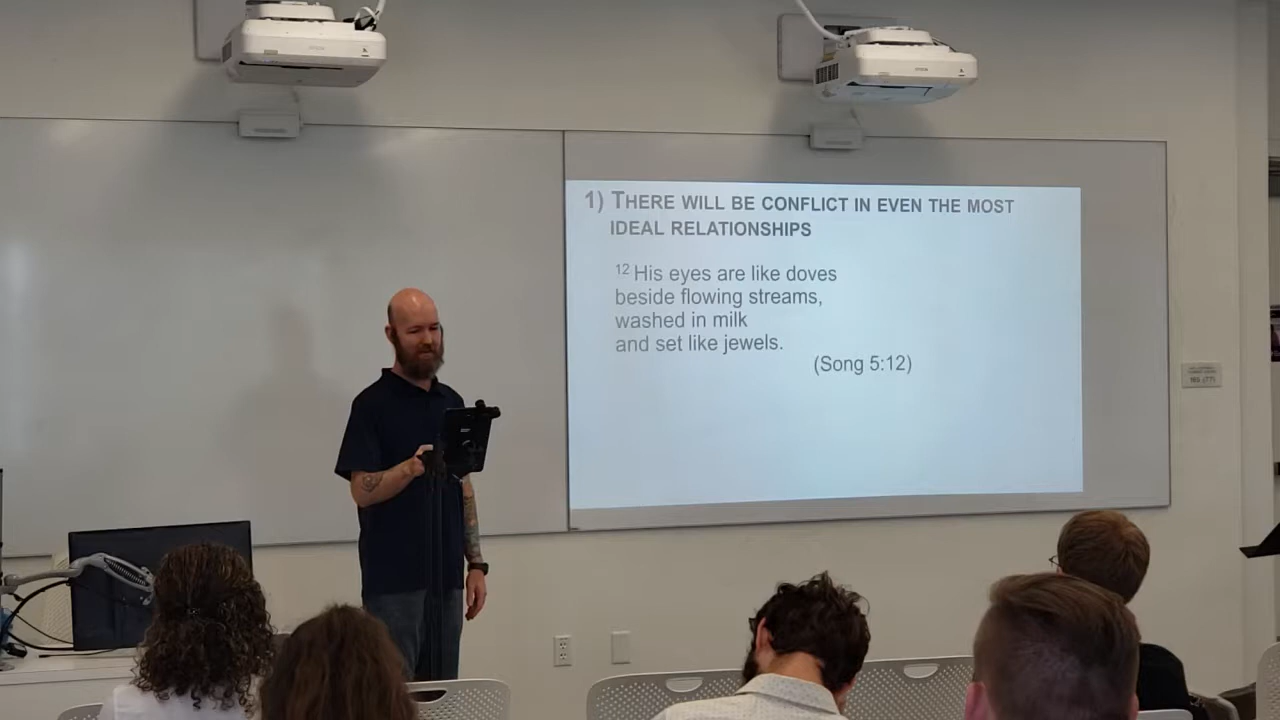 1) THERE WILL BE CONFLICT IN EVEN THE MOST
IDEAL RELATIONSHIPS
12 His eyes are like doves
beside flowing streams,
washed in milk
and set like jewels.
(Song 5:12)